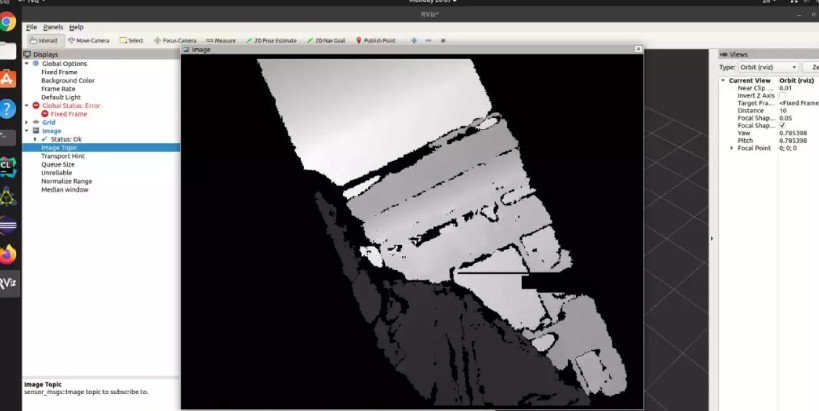 RViz*
File Panels Help
Interact Move Camera Select Focus Camera Measure 2D Pose Estimate 2D Nav Goal Publish Point
Displays
Global Options
Fixed Frame
Background Color
Frame Rate
Default Light
Global Status: Error
Fixed Frame
Grid
Image
Status: Ok
Image Topic
Transport Hint
Queue Size
Unreliable
Normalize Range
Median window
Image Topic
sensor_msgs::Image topic to subscribe to.
Image
Views
Type: Orbit (rviz) Ze
Current View Orbit (rviz)
Near Clip ... 0.01
Invert Z Axis
Target Fra... <Fixed Frame
Distance 10
Focal Shap... 0.05
Focal Shap...
Yaw 0.785398
Pitch 0.785398
Focal Point 0; 0; 0
CL
RViz